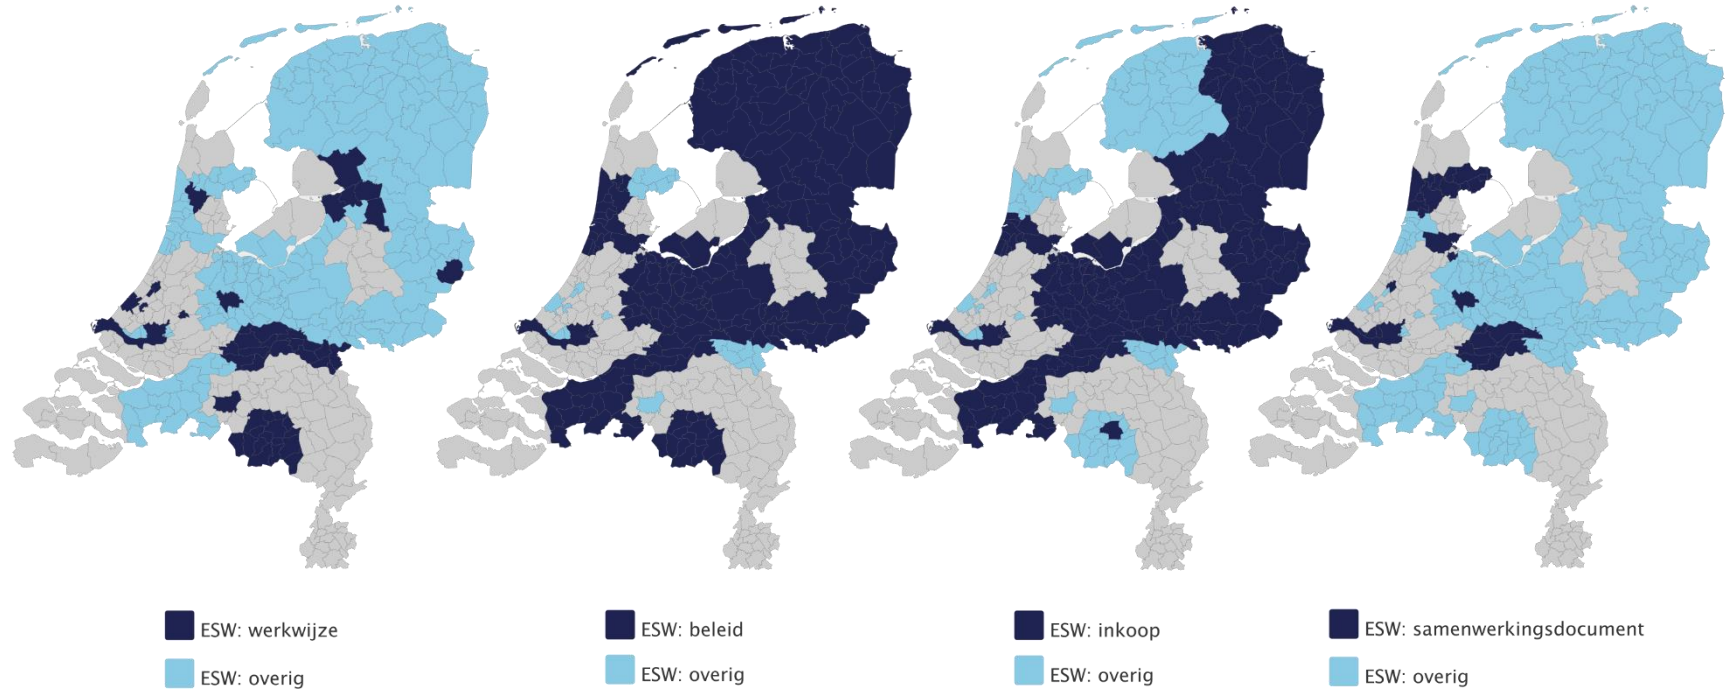 ESW: werkwijze
ESW: overig
ESW: beleid
ESW: overig
ESW: inkoop
ESW: overig
ESW: samenwerkingsdocument
ESW: overig